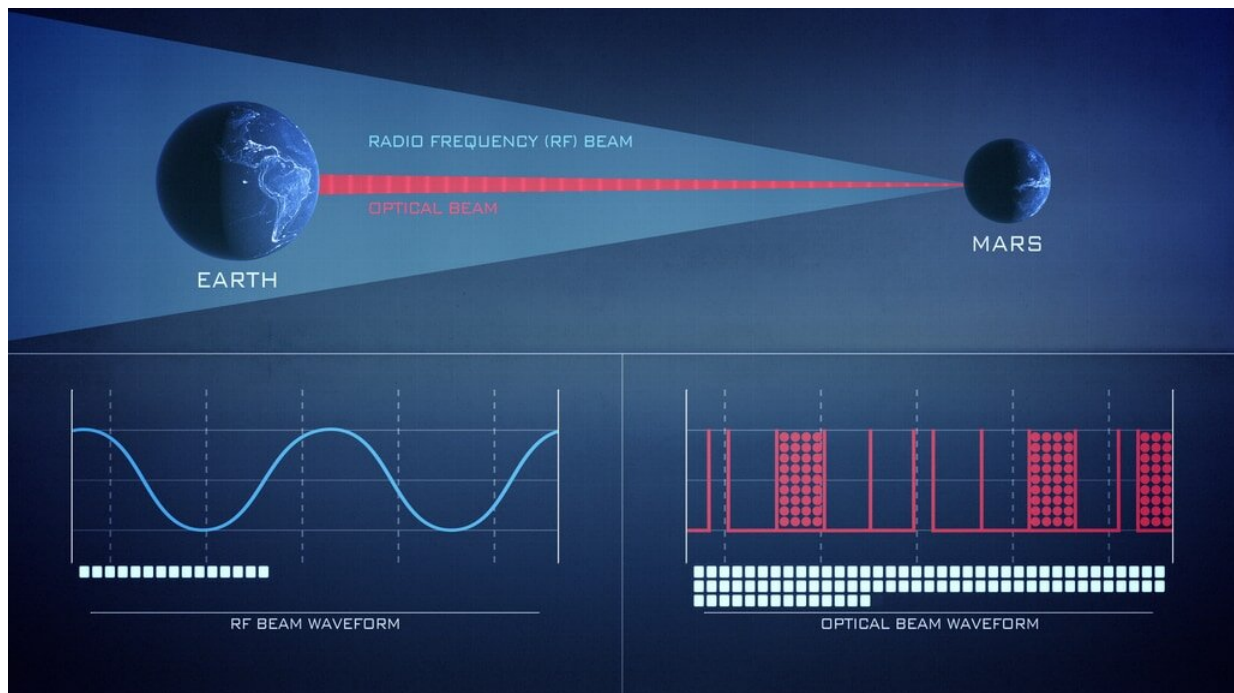 RADIO FREQUENCY (RF) BEAM
OPTICAL BEAM
EARTH
MARS
RF BEAM WAVEFORM
OPTICAL BEAM WAVEFORM